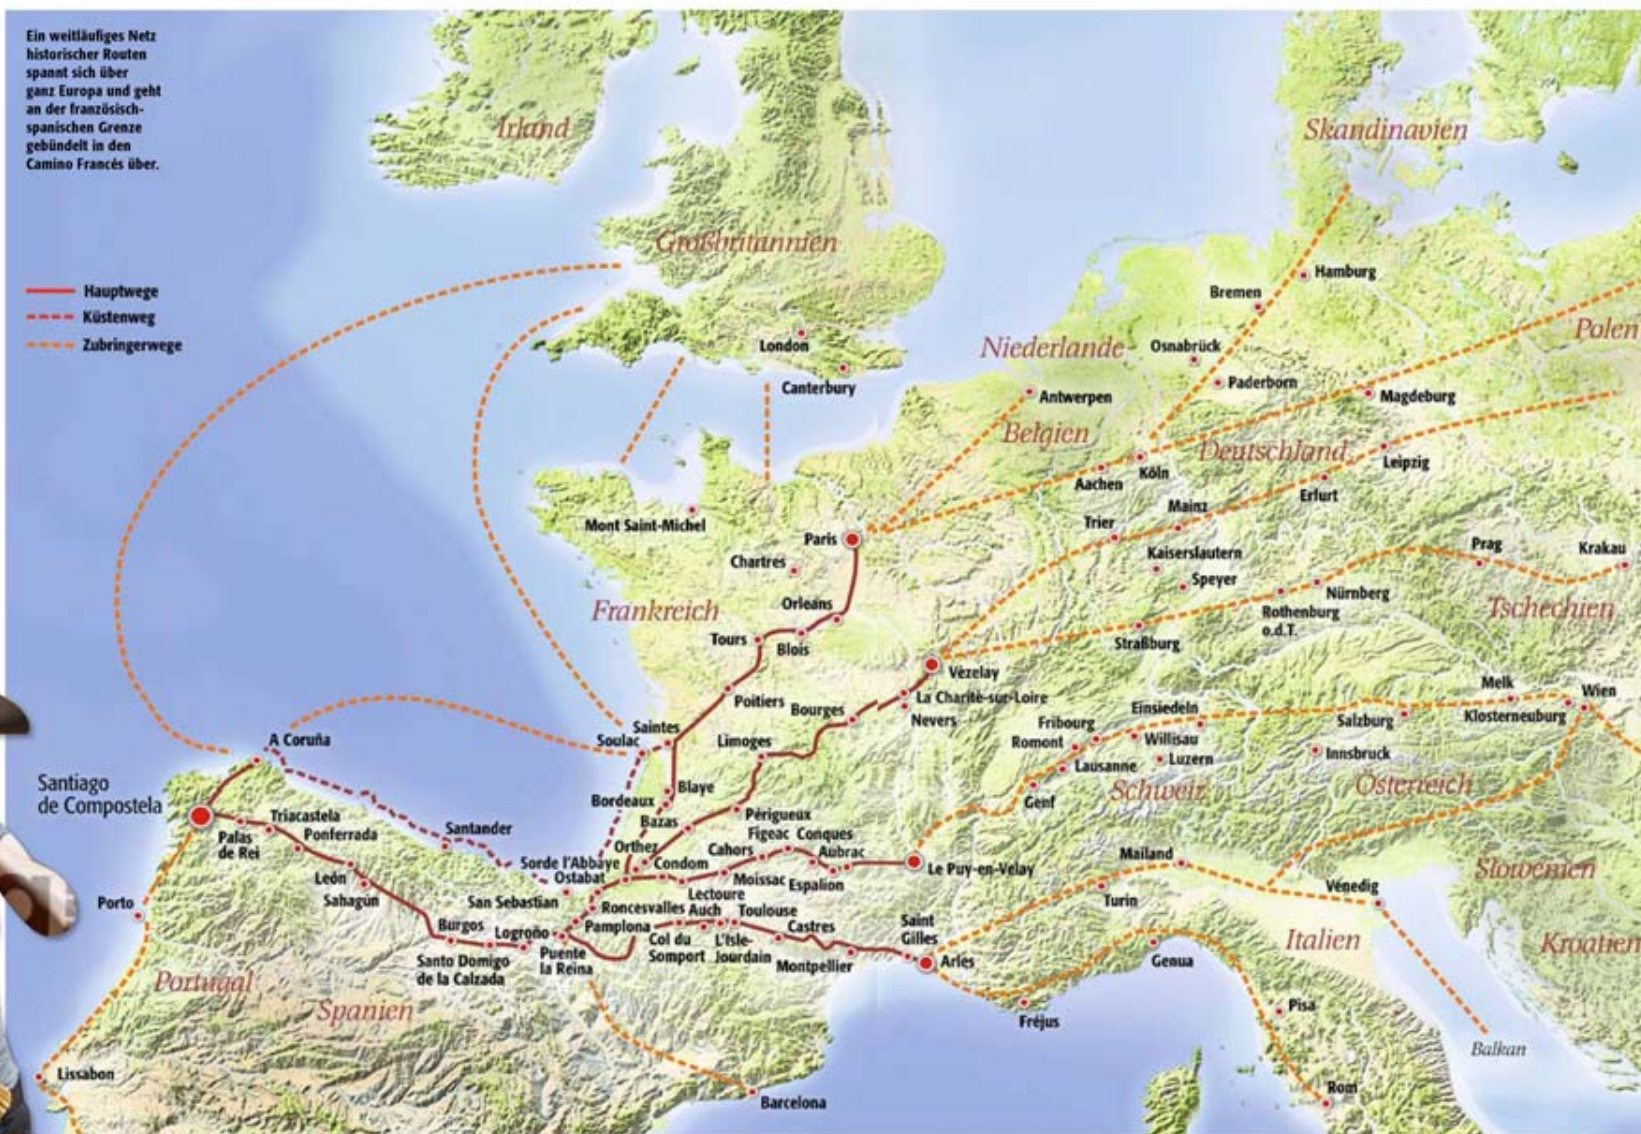 Ein weitläufiges Netz
historischer Routen
spannt sich über
ganz Europa und geht
an der französisch-
spanischen Grenze
gebündelt in den
Camino Francés über.
Hauptwege
Küstenweg
Zubringerwege
Irland
Großbritannien
London
Canterbury
Skandinavien
Hamburg
Bremen
Niederlande
Osnabrück
Polen
Paderborn
Antwerpen
Magdeburg
Belgien
Deutschland
Köln
Aachen
Leipzig
Erfurt
Mainz
Trier
Mont Saint-Michel
Paris
Kaiserslautern
Prag
Krakau
Chartres
Speyer
Nürnberg
Orleans
Frankreich
Rothenburg
o.d.T.
Tschechien
Tours
Blois
Straßburg
Vèzelay
Poitiers
La Charité-sur-Loire
Melk
Wien
Bourges
Nevers
Einsiedeln
Fribourg
Salzburg
Klosterneuburg
Saintes
Soulac
Limoges
Romont
Willisau
Innsbruck
A Coruña
Lausanne
Luzern
Santiago
de Compostela
Blaye
Schweiz
Österreich
Bordeaux
Genf
Triacastela
Bazas
Périgueux
Palas
de Rei
Ponferrada
Santander
Figeac
Conques
Orthez
Cahors
Aubrac
Mailand
Sorde l'Abbaye
Condom
Le Puy-en-Velay
Slowenien
León
Ostabat
Moissac
Espalion
Venedig
Sahagún
San Sebastian
Lectoure
Turin
Porto
Roncesvalles
Auch
Toulouse
Saint
Gilles
Burgos
Logroño
Pamplona
Castres
Italien
Kroatien
Santo Domigo
de la Calzada
Puente
la Reina
Col du
Somport
L'Isle-
Jourdain
Montpellier
Arles
Genua
Portugal
Spanien
Fréjus
Pisa
Balkan
Lissabon
Barcelona
Rom